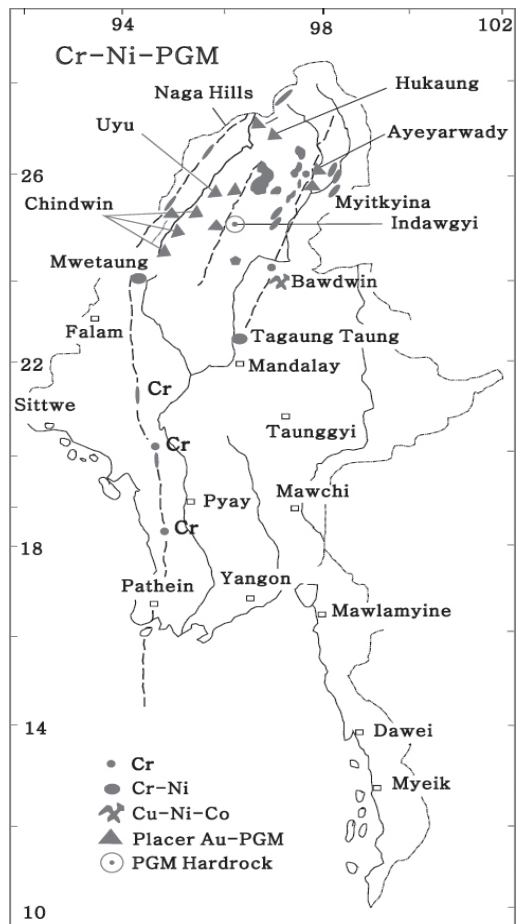 94
98
102
Cr-Ni-PGM
Naga Hills
Hukaung
Uyu
Ayeyarwady
26
Chindwin
Myitkyina
Indawgyi
Mwetaung
Bawdwin
Falam
Tagaung Taung
22
Mandalay
Cr
Sittwe
Taunggyi
Cr
Pyay
Mawchi
Cr
18
Pathein
Yangon
Mawlamyine
14
Dawei
Cr
Cr-Ni
Myeik
Cu-Ni-Co
Placer Au-PGM
PGM Hardrock
10